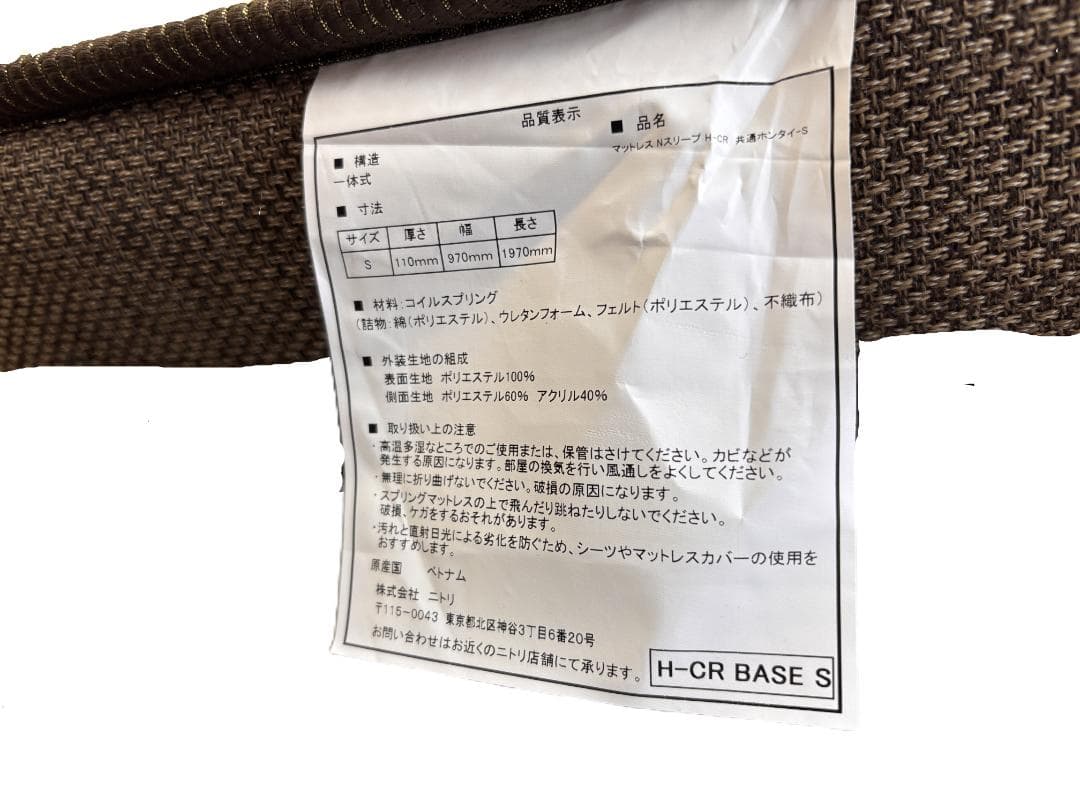 品質表示
■ 品名
マットレス Nスリープ H-CR 共通ホンタイ-S
■ 構造
一体式
■ 寸法
サイズ 厚さ 幅 長さ
S 110mm 970mm 1970mm
■ 材料:コイルスプリング
(詰物:綿(ポリエステル)、ウレタンフォーム、フェルト(ポリエステル)、不織布)
■ 外装生地の組成
表面生地 ポリエステル100%
側面生地 ポリエステル60% アクリル40%
■ 取り扱い上の注意
・高温多湿なところでのご使用または、保管はさけてください。カビなどが
発生する原因になります。部屋の換気を行い風通しをよくしてください。
・無理に折り曲げないでください。破損の原因になります。
・スプリングマットレスの上で飛んだり跳ねたりしないでください。
破損、ケガをするおそれがあります。
・汚れと直射日光による劣化を防ぐため、シーツやマットレスカバーの使用を
おすすめします。
原産国 ベトナム
株式会社 ニトリ
〒115-0043 東京都北区神谷3丁目6番20号
お問い合わせはお近くのニトリ店舗にて承ります。
H-CR BASE S